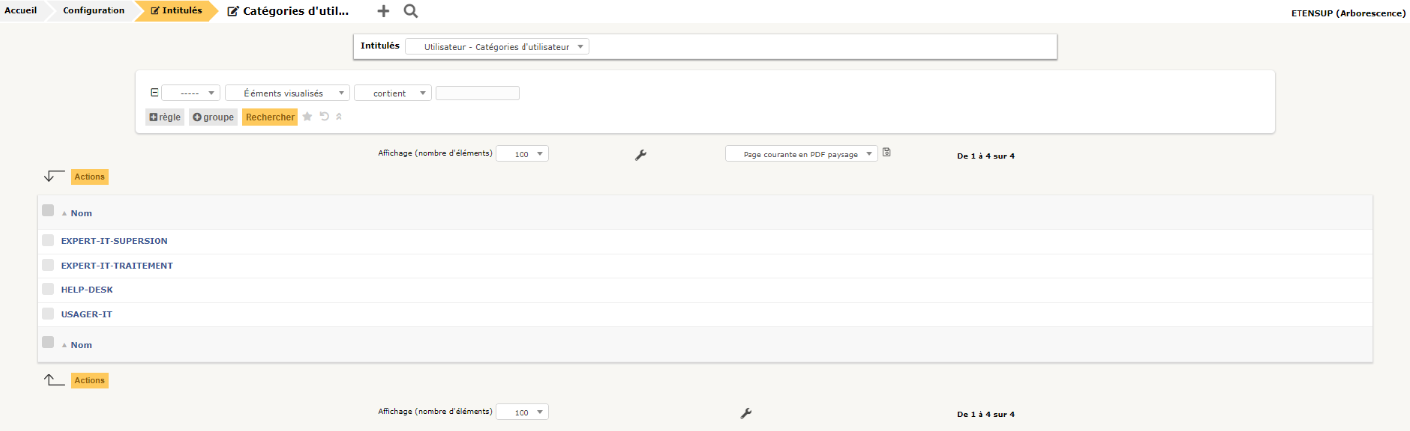 Accueil Configuration Intitulés Catégories d'util...
ETENSUP (Arborescence)
Intitulés Utilisateur - Catégories d'utilisateur
----- Éléments visualisés contient
règle groupe Rechercher
Affichage (nombre d'éléments) 100 Page courante en PDF paysage De 1 à 4 sur 4
Actions
Nom
EXPERT-IT-SUPERSION
EXPERT-IT-TRAITEMENT
HELP-DESK
USAGER-IT
Nom
Actions
Affichage (nombre d'éléments) 100 De 1 à 4 sur 4